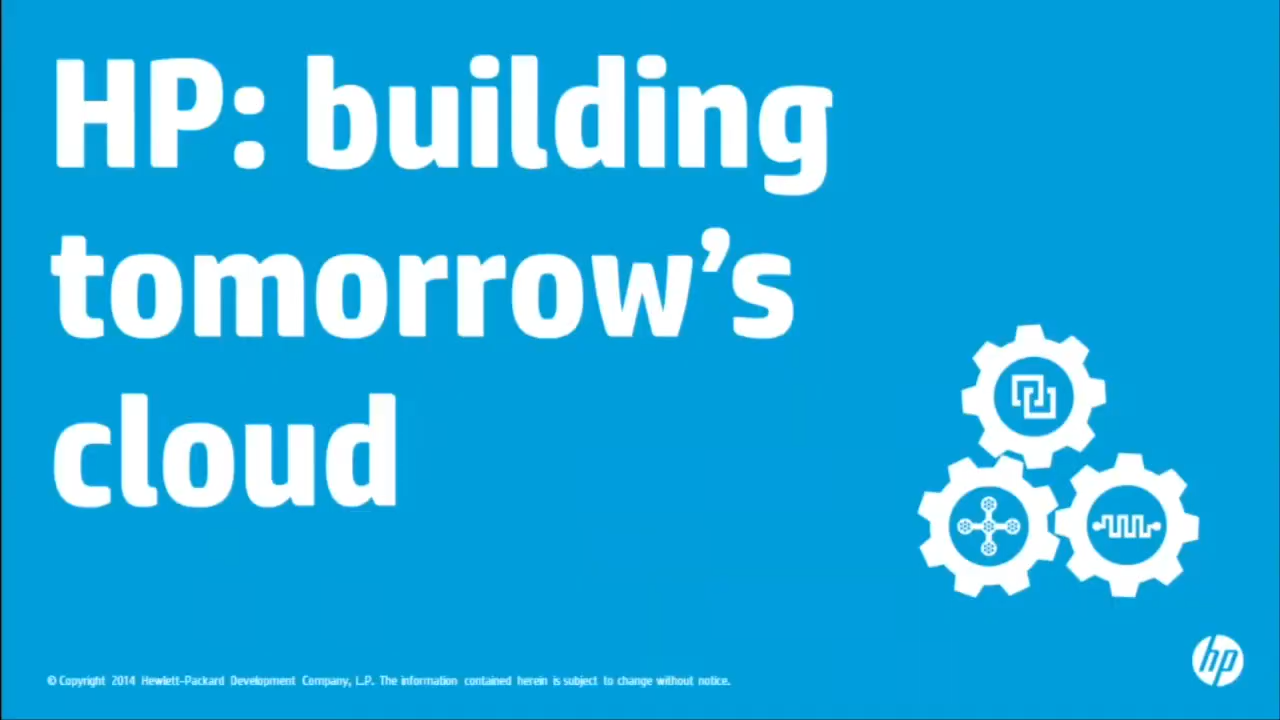 HP: building
tomorrow's
cloud
© Copyright 2014 Hewlett-Packard Development Company, L.P. The information contained herein is subject to change without notice.
hp